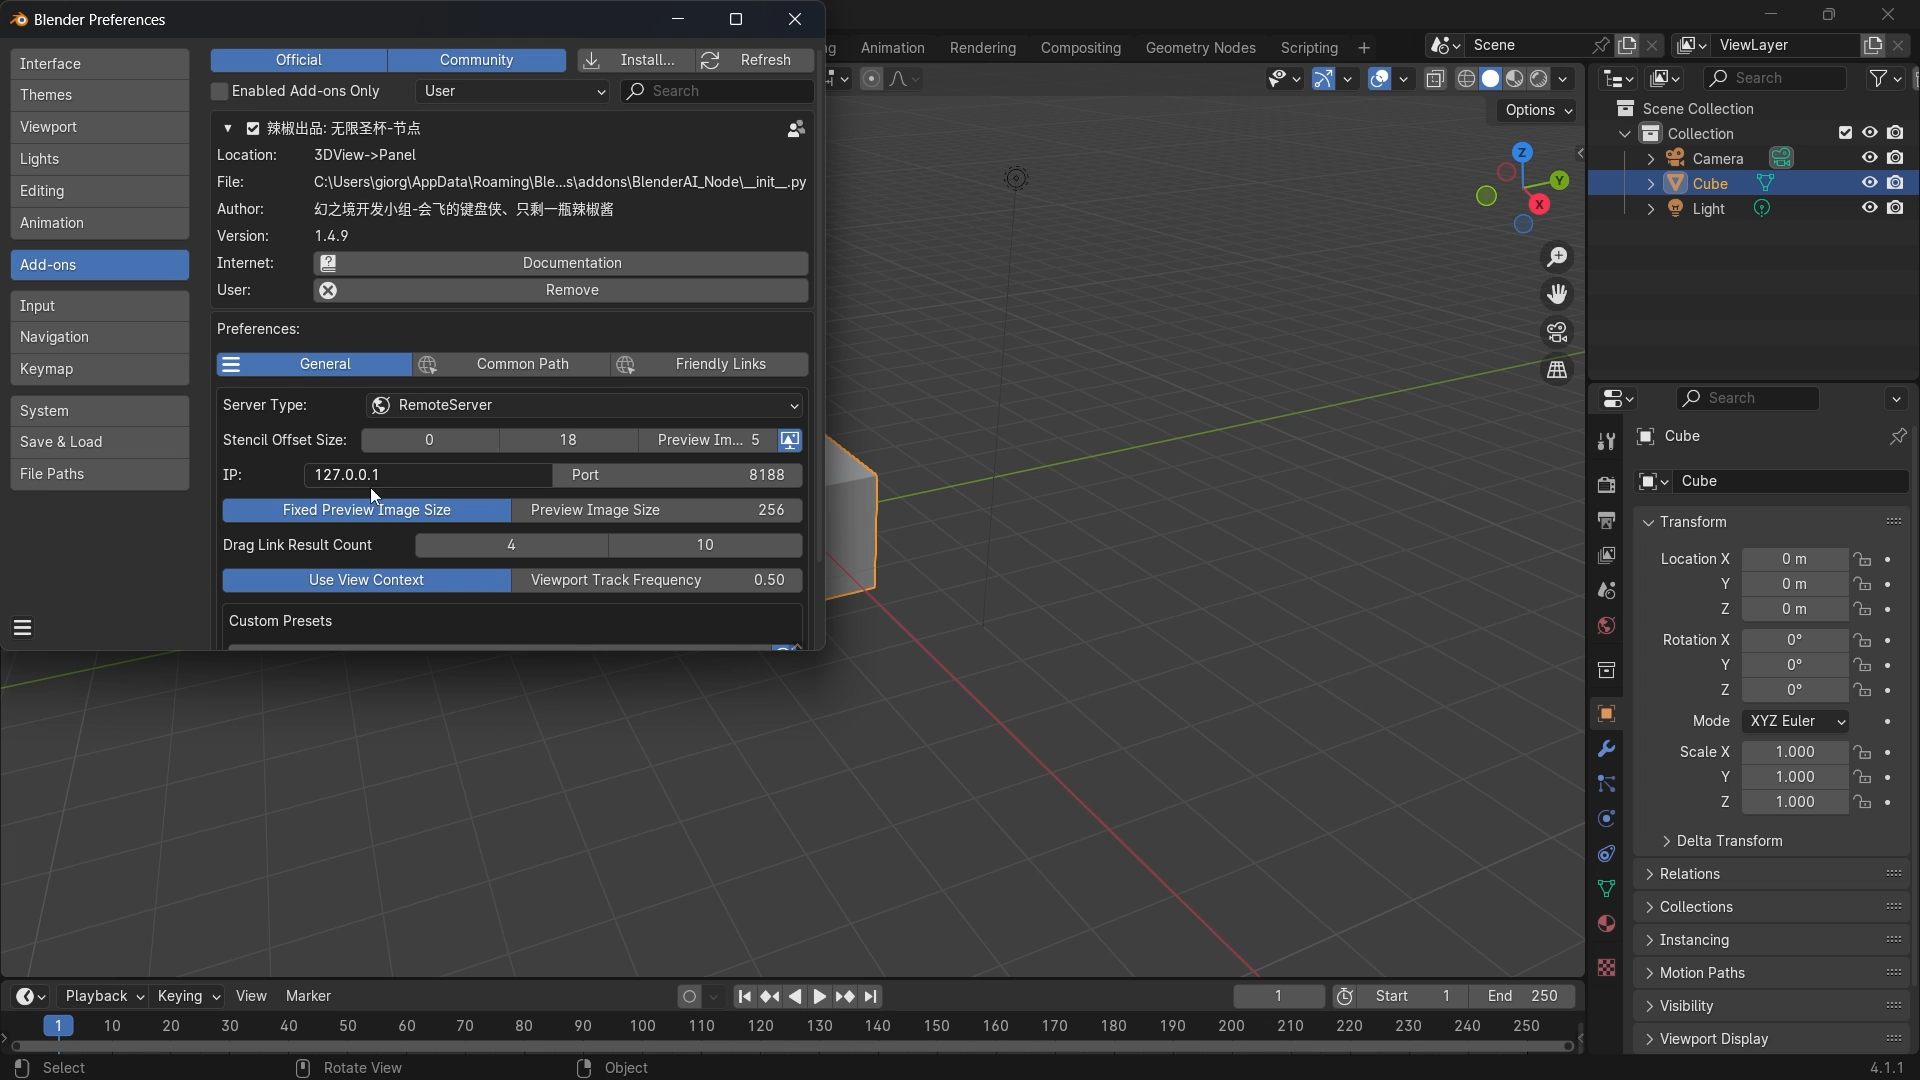 Blender Preferences
Interface
Themes
Viewport
Lights
Editing
Animation
Add-ons
Input
Navigation
Keymap
System
Save & Load
File Paths
Official
Community
Install...
Refresh
Enabled Add-ons Only
User
Search
辣椒出品: 无限圣杯-节点
Location: 3DView->Panel
File: C:\Users\giorg\AppData\Roaming\Ble...s\addons\BlenderAI_Node\__init__.py
Author: 幻之境开发小组-会飞的键盘侠、只剩一瓶辣椒酱
Version: 1.4.9
Internet: Documentation
User: Remove
Preferences:
General
Common Path
Friendly Links
Server Type: RemoteServer
Stencil Offset Size: 0 18 Preview Im... 5
IP: 127.0.0.1 Port 8188
Fixed Preview Image Size Preview Image Size 256
Drag Link Result Count 4 10
Use View Context Viewport Track Frequency 0.50
Custom Presets
Animation
Rendering
Compositing
Geometry Nodes
Scripting
Scene
ViewLayer
Options
Z
Y
X
Search
Scene Collection
Collection
Camera
Cube
Light
Search
Cube
Cube
Transform
Location X 0 m
Y 0 m
Z 0 m
Rotation X 0°
Y 0°
Z 0°
Mode XYZ Euler
Scale X 1.000
Y 1.000
Z 1.000
Delta Transform
Relations
Collections
Instancing
Motion Paths
Visibility
Viewport Display
Playback Keying View Marker
1 Start 1 End 250
1 10 20 30 40 50 60 70 80 90 100 110 120 130 140 150 160 170 180 190 200 210 220 230 240 250
Select
Rotate View
Object
4.1.1